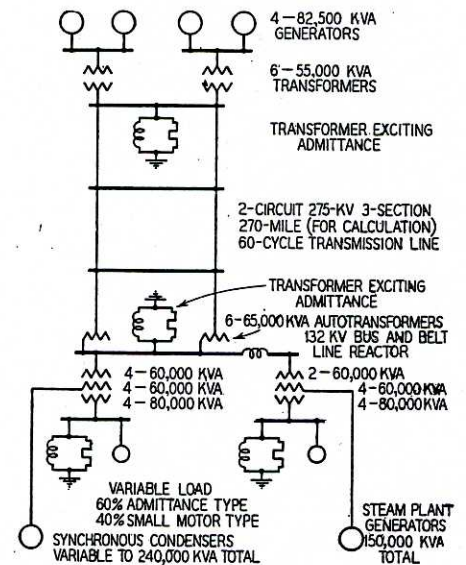 4-82,500 KVA
GENERATORS
6-55,000 KVA
TRANSFORMERS
TRANSFORMER EXCITING
ADMITTANCE
2-CIRCUIT 275-KV 3-SECTION
270-MILE (FOR CALCULATION)
60-CYCLE TRANSMISSION LINE
TRANSFORMER EXCITING
ADMITTANCE
6-65,000 KVA AUTOTRANSFORMERS
132 KV BUS AND BELT
LINE REACTOR
4-60,000 KVA
4-60,000 KVA
4-80,000 KVA
2-60,000 KVA
4-60,000 KVA
4-80,000 KVA
VARIABLE LOAD
60% ADMITTANCE TYPE
40% SMALL MOTOR TYPE
SYNCHRONOUS CONDENSERS
VARIABLE TO 240,000 KVA TOTAL
STEAM PLANT
GENERATORS
150,000 KVA
TOTAL